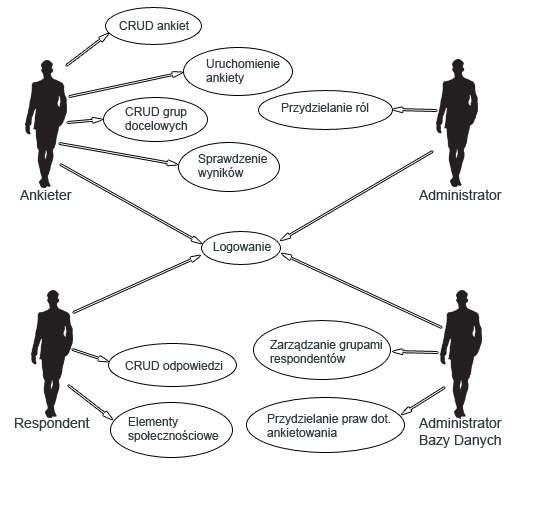 CRUD ankiet
Uruchomienie
ankiety
CRUD grup
docelowych
Sprawdzenie
wyników
Ankieter
Przydzielanie ról
Administrator
Logowanie
CRUD odpowiedzi
Elementy
społecznościowe
Respondent
Zarządzanie grupami
respondentów
Przydzielanie praw dot.
ankietowania
Administrator
Bazy Danych